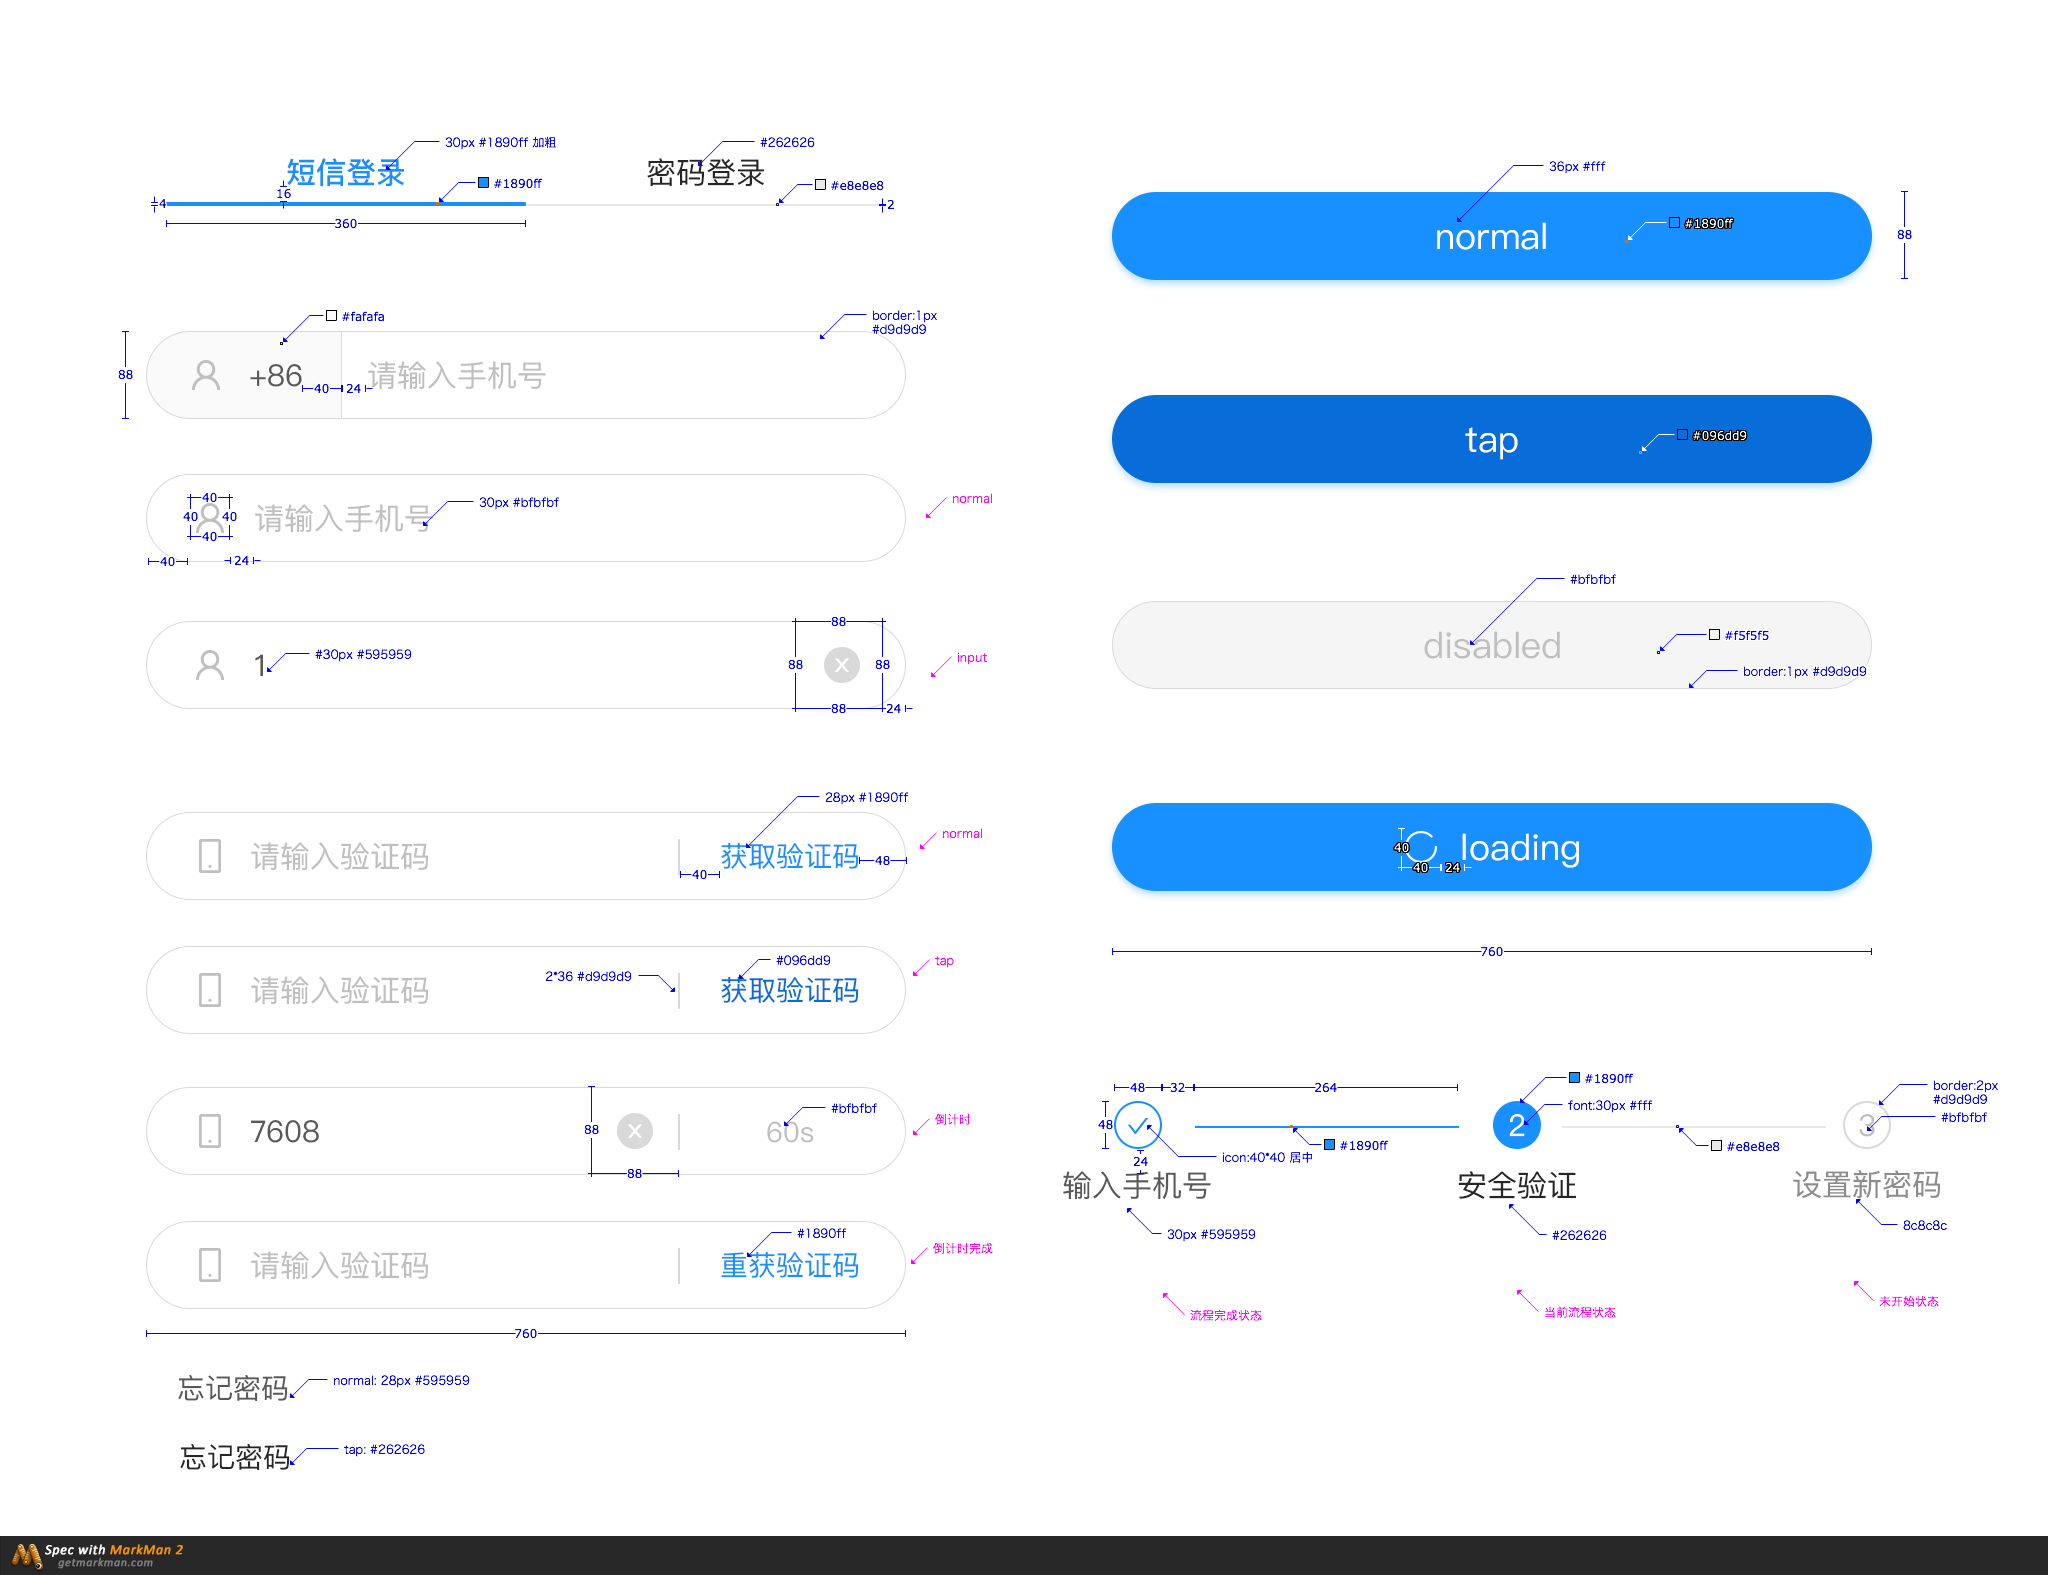 30px #1890ff 加粗
#262626
短信登录
密码登录
16
#1890ff
#e8e8e8
4
2
360
#fafafa
border:1px
#d9d9d9
88
+86
请输入手机号
40
24
40
40
40
40
请输入手机号
30px #bfbfbf
normal
40
24
88
1
#30px #595959
88
88
x
input
88
24
28px #1890ff
normal
请输入验证码
获取验证码
48
40
tap
2*36 #d9d9d9
#096dd9
请输入验证码
获取验证码
7608
88
x
#bfbfbf
60s
倒计时
88
#1890ff
倒计时完成
请输入验证码
重获验证码
760
忘记密码
normal: 28px #595959
忘记密码
tap: #262626
36px #fff
normal
#1890ff
88
tap
#096dd9
#bfbfbf
disabled
#f5f5f5
border:1px #d9d9d9
40
loading
40
24
760
48
32
264
#1890ff
border:2px
#d9d9d9
48
font:30px #fff
2
#bfbfbf
3
#1890ff
#e8e8e8
24
icon:40*40 居中
输入手机号
安全验证
设置新密码
30px #595959
#262626
8c8c8c
流程完成状态
当前流程状态
未开始状态
Spec with MarkMan 2
getmarkman.com